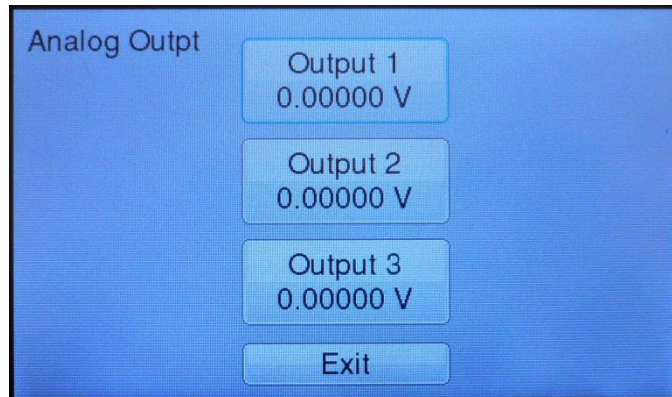 Analog Outpt
Output 1
0.00000 V
Output 2
0.00000 V
Output 3
0.00000 V
Exit